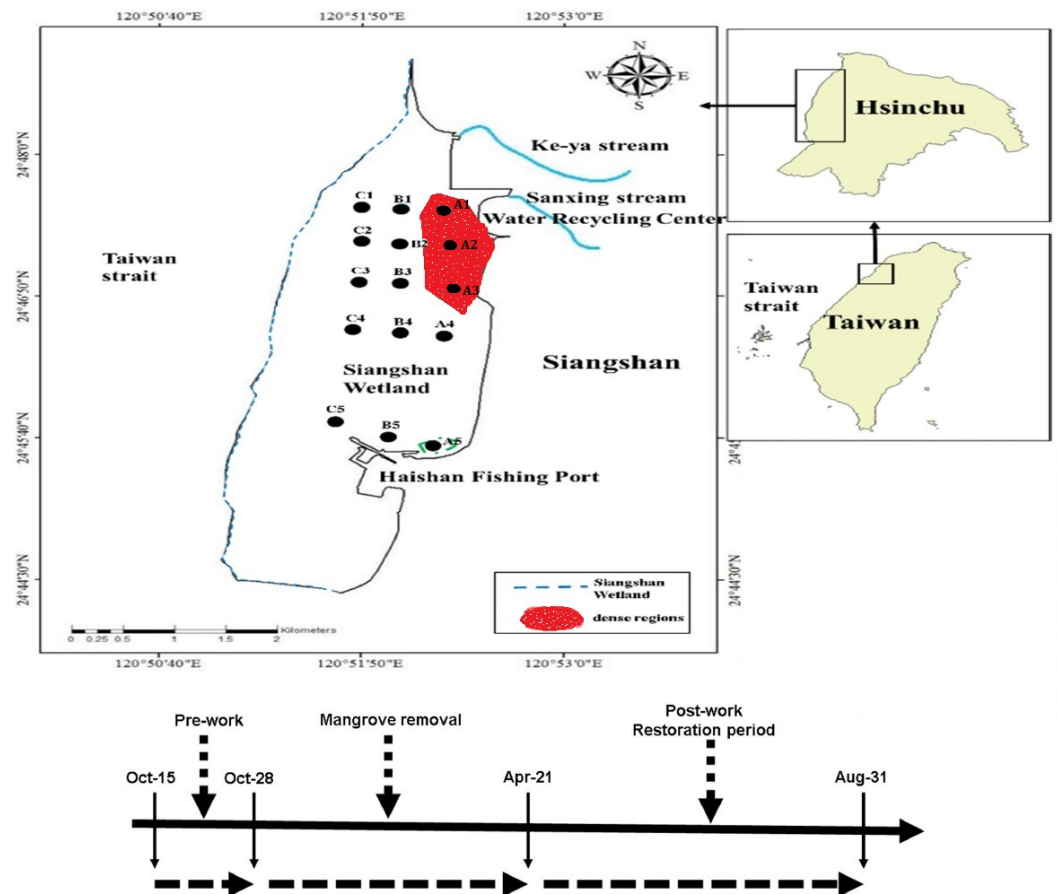 120°50'40"E
120°51'50"E
120°53'0"E
N
W
E
S
Hsinchu
Ke-ya stream
24°48'0"N
C1
B1
A1
Sanxing stream
Water Recycling Center
C2
B2
A2
Taiwan
strait
C3
B3
A3
24°46'50"N
Taiwan
strait
Taiwan
C4
B4
A4
Siangshan
Wetland
Siangshan
C5
B5
A5
24°45'40"N
24°4
Haishan Fishing Port
24°44'30"N
24°44'30"N
Siangshan
Wetland
dense regions
Kilometers
0 0.25 0.5 1 1.5 2
120°50'40"E
120°51'50"E
120°53'0"E
Pre-work
Mangrove removal
Post-work
Restoration period
Oct-15
Oct-28
Apr-21
Aug-31